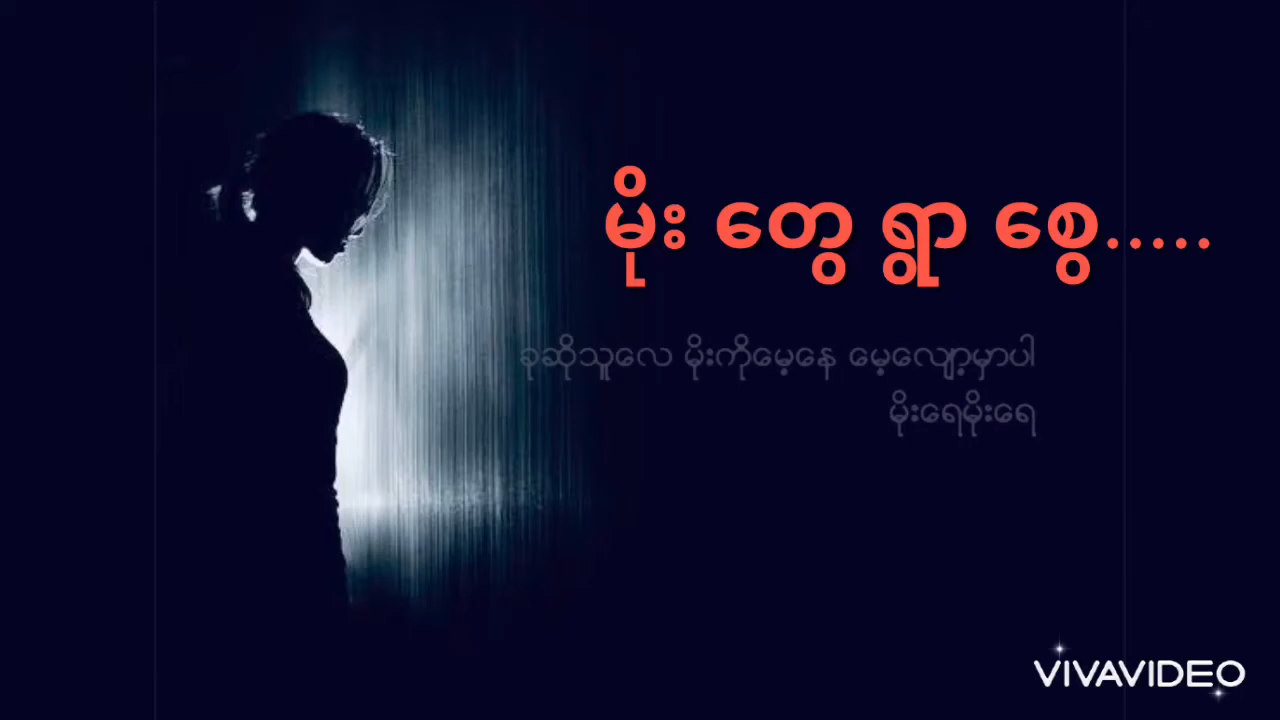 မိုး တွေ ရွာ စွေ.....
ခုဆိုသူလေ မိုးကိုမေ့နေ မေ့လျော့မှာပါ
မိုးရေမိုးရေ
VIVAVIDEO